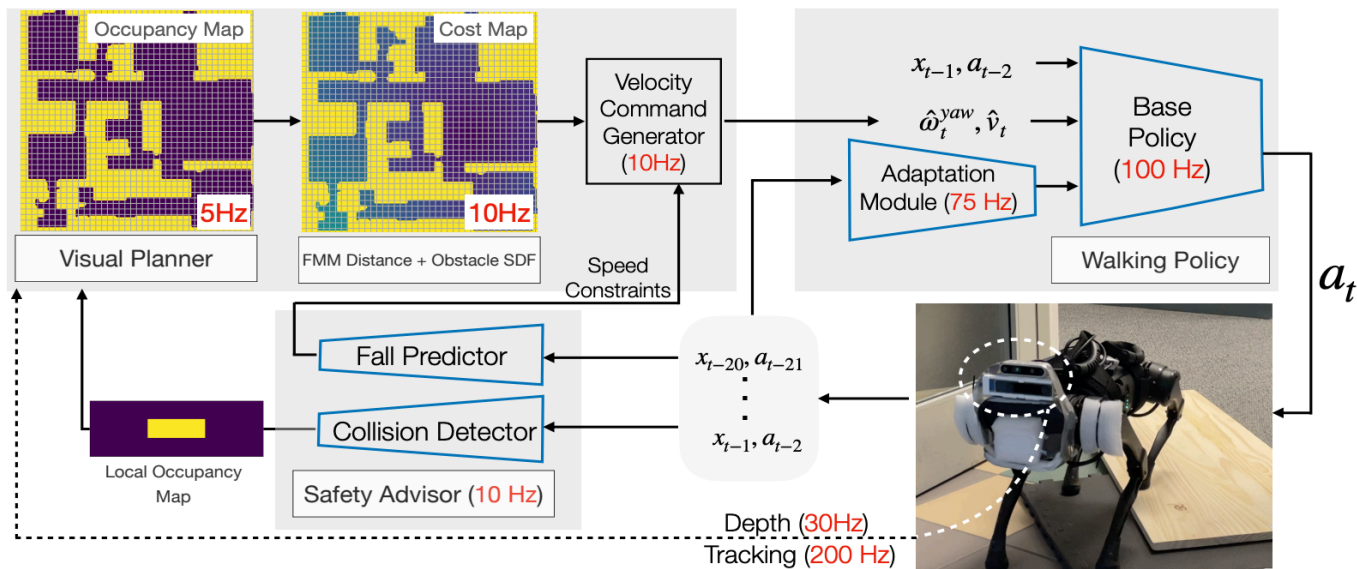 Occupancy Map
5Hz
Visual Planner
Cost Map
10Hz
FMM Distance + Obstacle SDF
Velocity
Command
Generator
(10Hz)
Speed
Constraints
x_{t−1}, a_{t−2}
ω̂_t^{yaw}, v̂_t
Adaptation
Module (75 Hz)
Base
Policy
(100 Hz)
Walking Policy
a_t
Fall Predictor
Collision Detector
Safety Advisor (10 Hz)
Local Occupancy
Map
x_{t−20}, a_{t−21}
⋮
x_{t−1}, a_{t−2}
Depth (30Hz)
Tracking (200 Hz)